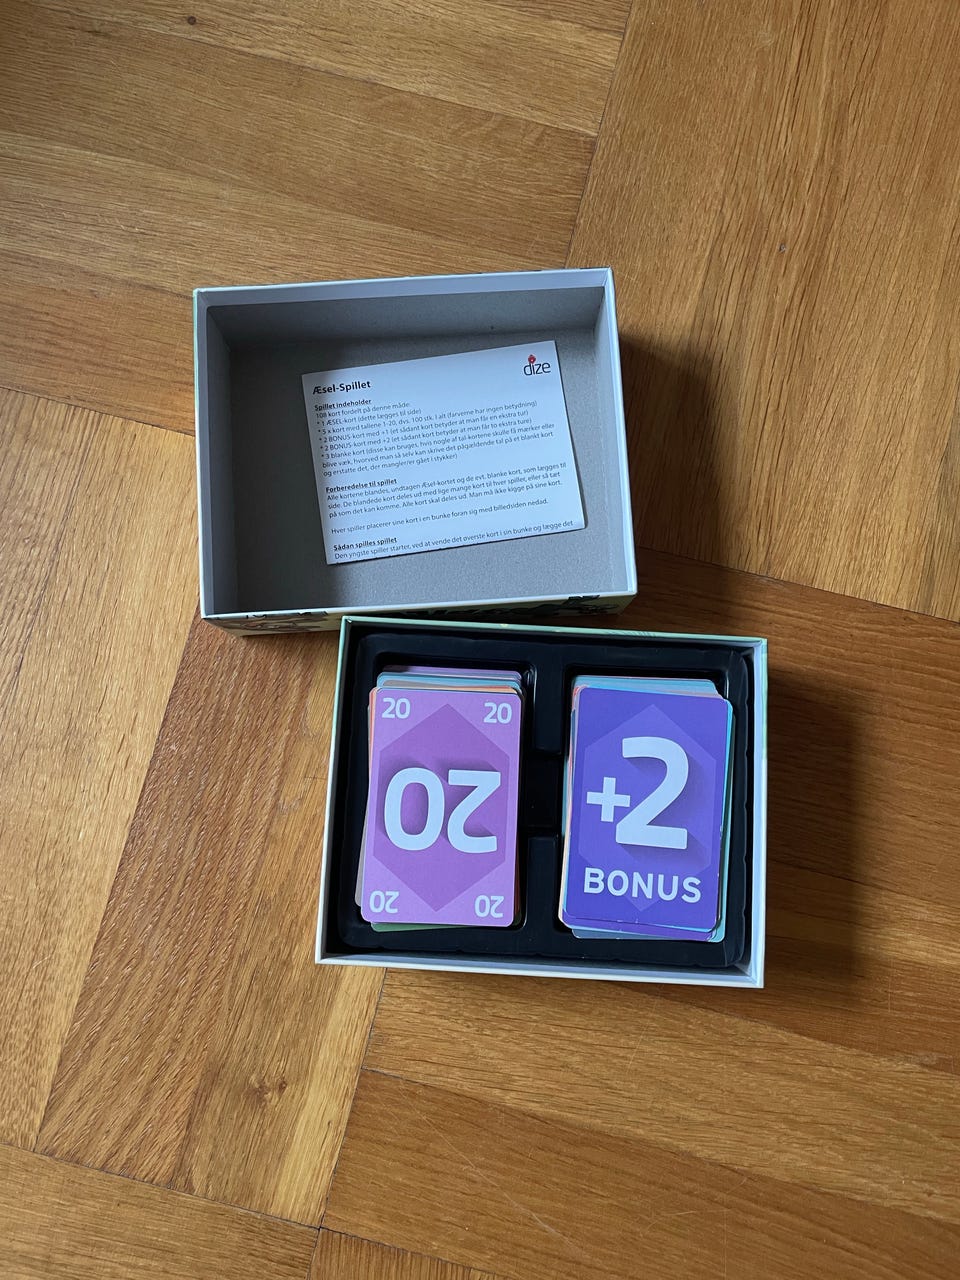 dize
Æsel-Spillet
Spillet indeholder
108 kort fordelt på denne måde:
* 1 ÆSEL-kort (dette lægges til side)
* 5 x kort med tallene 1-20, dvs. 100 stk. i alt (farverne har ingen betydning)
* 2 BONUS-kort med +1 (et sådant kort betyder at man får en ekstra tur)
* 2 BONUS-kort med +2 (et sådant kort betyder at man får to ekstra ture)
* 3 blanke kort (disse kan bruges, hvis nogle af tal-kortene skulle få mærker eller
blive væk, hvorved man så selv kan skrive det pågældende tal på et blankt kort
og erstatte det, der mangler/er gået i stykker)
Forberedelse til spillet
Alle kortene blandes, undtagen Æsel-kortet og de evt. blanke kort, som lægges til
side. De blandede kort deles ud med lige mange kort til hver spiller, eller så tæt
på som det kan komme. Alle kort skal deles ud. Man må ikke kigge på sine kort.
Hver spiller placerer sine kort i en bunke foran sig med billedsiden nedad.
Sådan spilles spillet
Den yngste spiller starter, ved at vende det øverste kort i sin bunke og lægge det
20 20
20
20 20
+2
BONUS